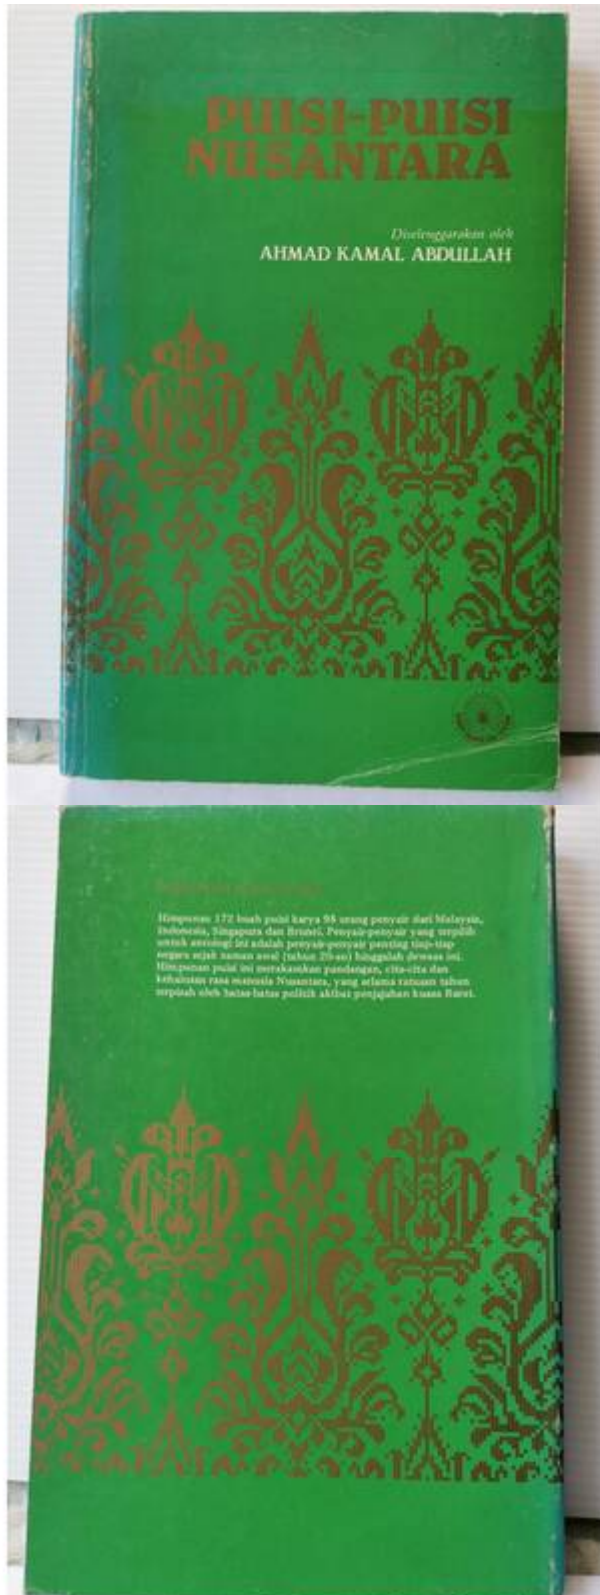 PUISI-PUISI
NUSANTARA
Diselenggarakan oleh
AHMAD KAMAL ABDULLAH
Himpunan 172 buah puisi karya 98 orang penyair dari Malaysia,
Indonesia, Singapura dan Brunei. Penyair-penyair yang terpilih
untuk antologi ini adalah penyair-penyair penting tiap-tiap
negara sejak zaman awal (tahun 20-an) hinggalah dewasa ini.
Himpunan puisi ini merakamkan pandangan, cita-cita dan
kehalusan rasa manusia Nusantara, yang selama ratusan tahun
terpisah oleh batas-batas politik akibat penjajahan kuasa Barat.